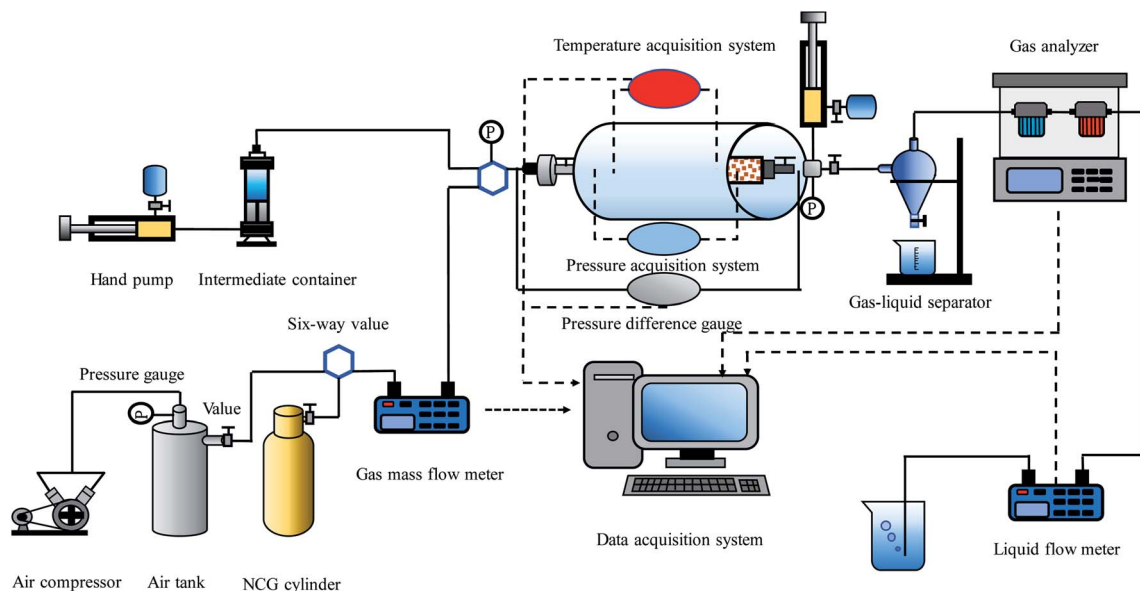 Temperature acquisition system
Gas analyzer
P
P
Hand pump
Intermediate container
Pressure acquisition system
Gas-liquid separator
Six-way value
Pressure difference gauge
Pressure gauge
P
Value
Gas mass flow meter
Data acquisition system
Liquid flow meter
Air compressor
Air tank
NCG cylinder